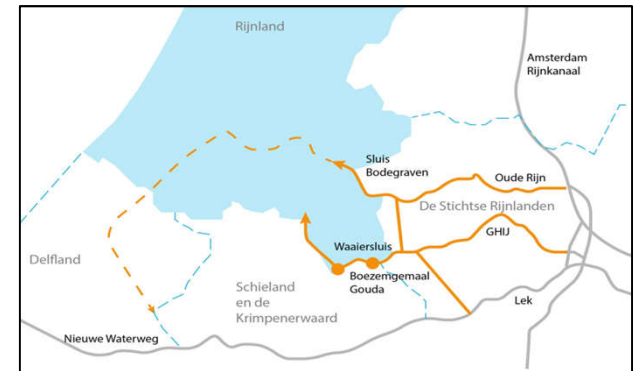 Rijnland
Amsterdam
Rijnkanaal
Sluis
Bodegraven
Oude Rijn
De Stichtse Rijnlanden
GHIJ
Waaiersluis
Delfland
Boezemgemaal
Gouda
Schieland
en de
Krimpenerwaard
Lek
Nieuwe Waterweg